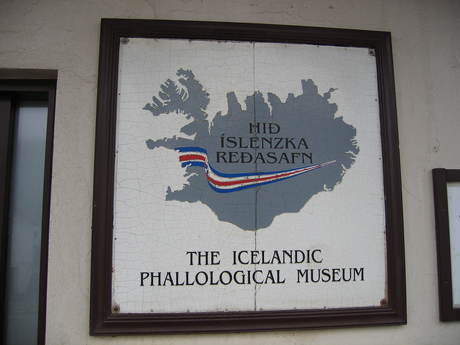 HIÐ
ÍSLENZKA
REÐASAFN
THE ICELANDIC
PHALLOLOGICAL MUSEUM